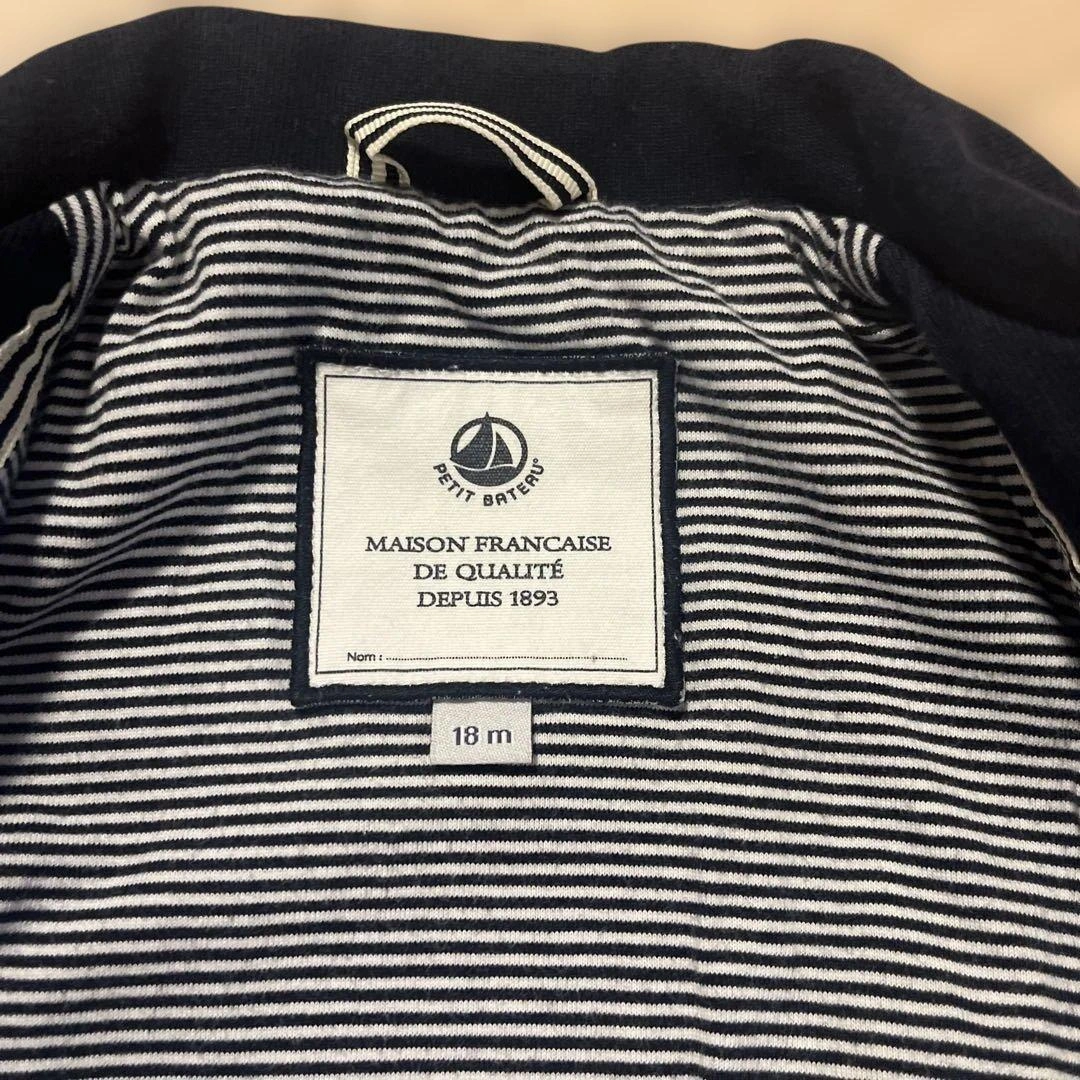 PETIT BATEAU®
MAISON FRANCAISE
DE QUALITÉ
DEPUIS 1893
Nom :
18 m